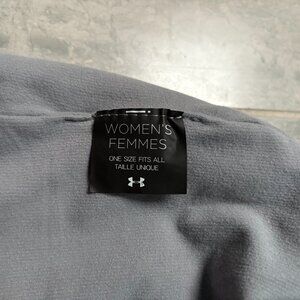 WOMEN'S
FEMMES
ONE SIZE FITS ALL
TAILLE UNIQUE